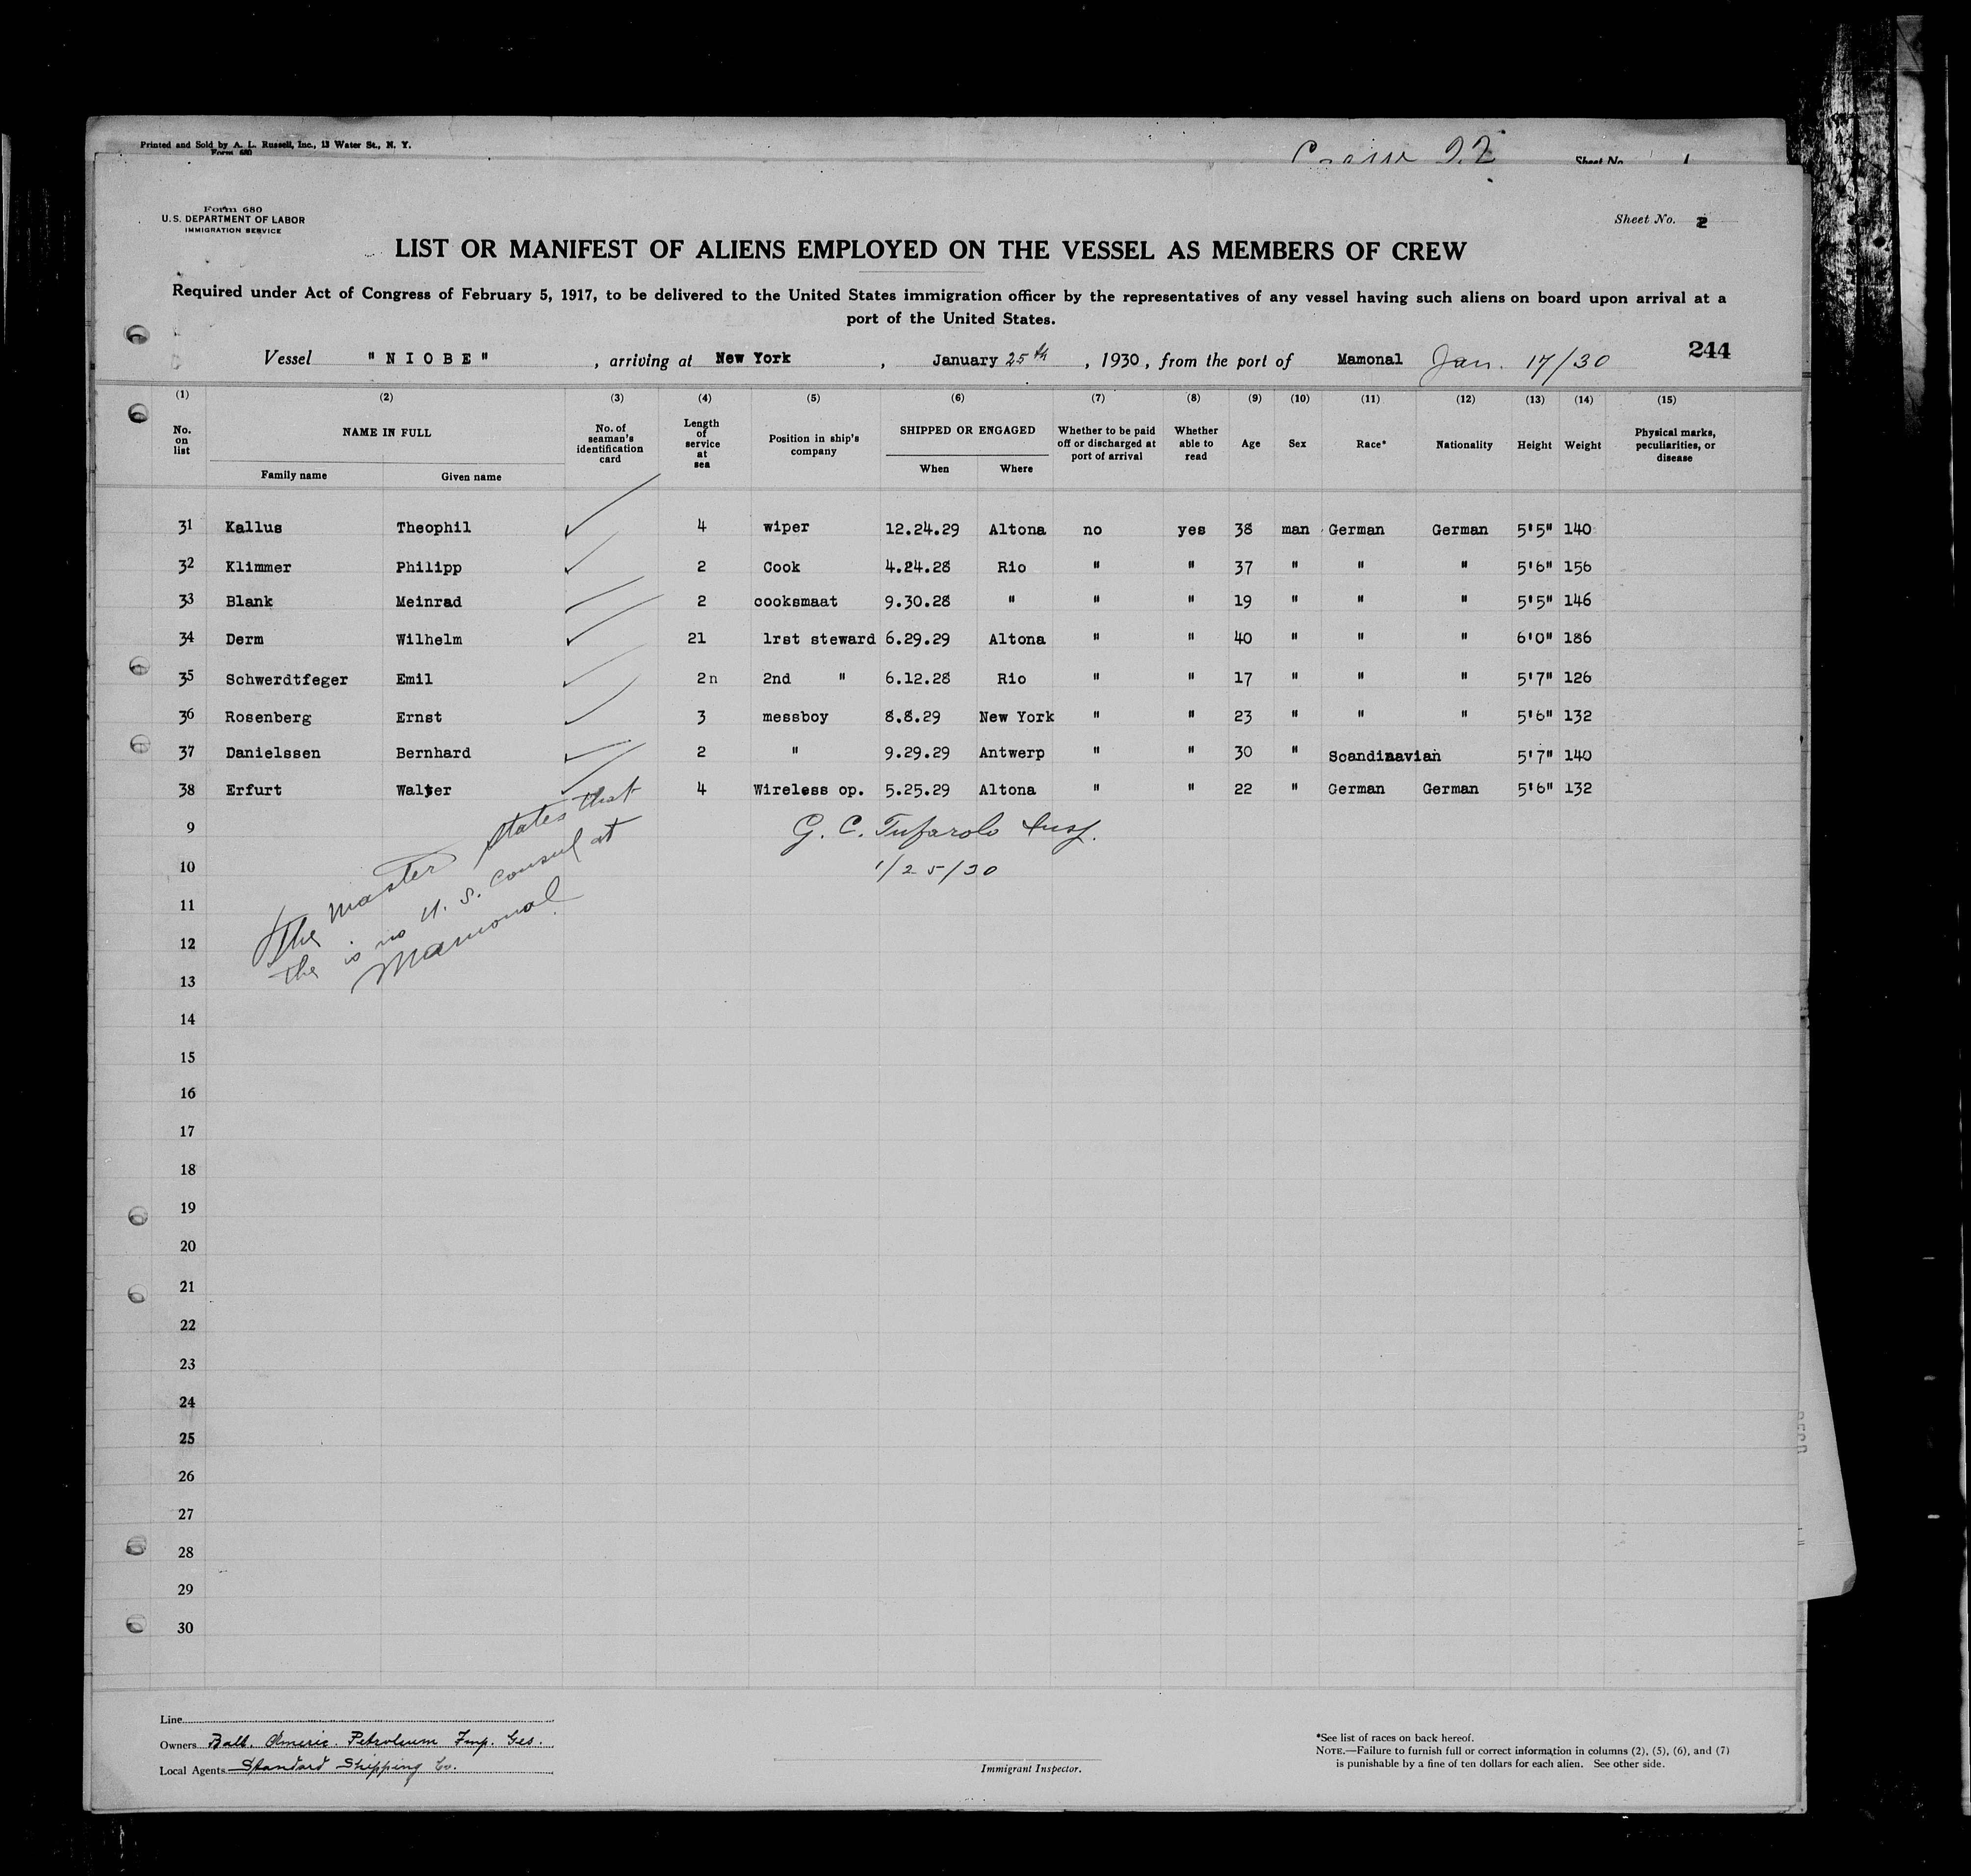 Printed and Sold by A. L. Russell, Inc., 13 Water St., N. Y.
Form 680
Sheet No. 1
Form 680
U. S. DEPARTMENT OF LABOR
IMMIGRATION SERVICE
Sheet No. 2
LIST OR MANIFEST OF ALIENS EMPLOYED ON THE VESSEL AS MEMBERS OF CREW
Required under Act of Congress of February 5, 1917, to be delivered to the United States immigration officer by the representatives of any vessel having such aliens on board upon arrival at a
port of the United States.
Vessel "NIOBE", arriving at New York, January 25th, 1930, from the port of Mamonal Jan. 17/30
244
(1) (2) (3) (4) (5) (6) (7) (8) (9) (10) (11) (12) (13) (14) (15)
No. on list NAME IN FULL Family name Given name No. of seaman's identification card Length of service at sea Position in ship's company SHIPPED OR ENGAGED When Where Whether to be paid off or discharged at port of arrival Whether able to read Age Sex Race* Nationality Height Weight Physical marks, peculiarities, or disease
31 Kallus Theophil 4 wiper 12.24.29 Altona no yes 38 man German German 5'5" 140
32 Klimmer Philipp 2 Cook 4.24.28 Rio " " 37 " " " 5'6" 156
33 Blank Meinrad 2 cooksmaat 9.30.28 " " " 19 " " " 5'5" 146
34 Derm Wilhelm 21 1rst steward 6.29.29 Altona " " 40 " " " 6'0" 186
35 Schwerdtfeger Emil 2n 2nd " 6.12.28 Rio " " 17 " " " 5'7" 126
36 Rosenberg Ernst 3 messboy 8.8.29 New York " " 23 " " " 5'6" 132
37 Danielssen Bernhard 2 " 9.29.29 Antwerp " " 30 " Scandinavian 5'7" 140
38 Erfurt Walter 4 Wireless op. 5.25.29 Altona " " 22 " German German 5'6" 132
9
10
11
12
13
14
15
16
17
18
19
20
21
22
23
24
25
26
27
28
29
30
The master states that
the is no U. S. Consul at
Mamonal
G. C. Tufarolo Insp.
1/25/30
Line
Owners Balt. Americ. Petroleum Imp. Ges.
Local Agents Standard Shipping Co.
Immigrant Inspector.
*See list of races on back hereof.
NOTE.—Failure to furnish full or correct information in columns (2), (5), (6), and (7)
is punishable by a fine of ten dollars for each alien. See other side.